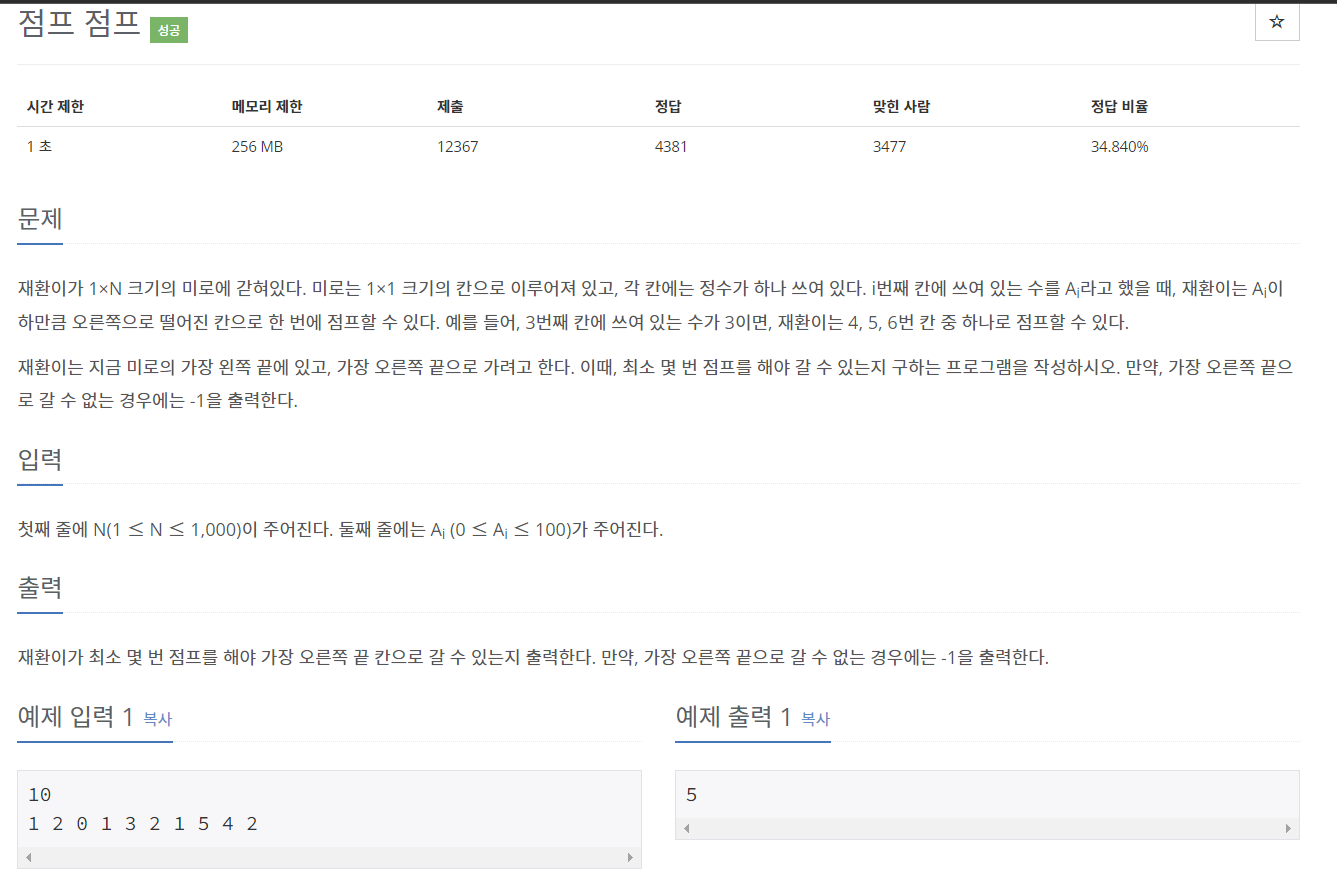 점프 점프 성공
☆
시간 제한 메모리 제한 제출 정답 맞힌 사람 정답 비율
1 초 256 MB 12367 4381 3477 34.840%
문제
재환이가 1×N 크기의 미로에 갇혀있다. 미로는 1×1 크기의 칸으로 이루어져 있고, 각 칸에는 정수가 하나 쓰여 있다. i번째 칸에 쓰여 있는 수를 Ai라고 했을 때, 재환이는 Ai이
하만큼 오른쪽으로 떨어진 칸으로 한 번에 점프할 수 있다. 예를 들어, 3번째 칸에 쓰여 있는 수가 3이면, 재환이는 4, 5, 6번 칸 중 하나로 점프할 수 있다.
재환이는 지금 미로의 가장 왼쪽 끝에 있고, 가장 오른쪽 끝으로 가려고 한다. 이때, 최소 몇 번 점프를 해야 갈 수 있는지 구하는 프로그램을 작성하시오. 만약, 가장 오른쪽 끝으
로 갈 수 없는 경우에는 -1을 출력한다.
입력
첫째 줄에 N(1 ≤ N ≤ 1,000)이 주어진다. 둘째 줄에는 Ai (0 ≤ Ai ≤ 100)가 주어진다.
출력
재환이가 최소 몇 번 점프를 해야 가장 오른쪽 끝 칸으로 갈 수 있는지 출력한다. 만약, 가장 오른쪽 끝으로 갈 수 없는 경우에는 -1을 출력한다.
예제 입력 1 복사
10
1 2 0 1 3 2 1 5 4 2
예제 출력 1 복사
5